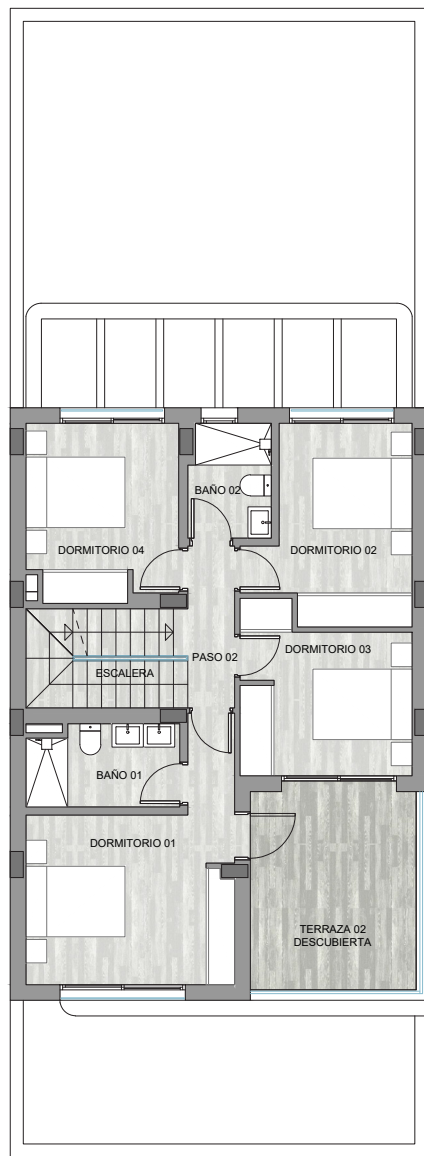 BAÑO 02
DORMITORIO 04
DORMITORIO 02
DORMITORIO 03
PASO 02
ESCALERA
BAÑO 01
DORMITORIO 01
TERRAZA 02
DESCUBIERTA